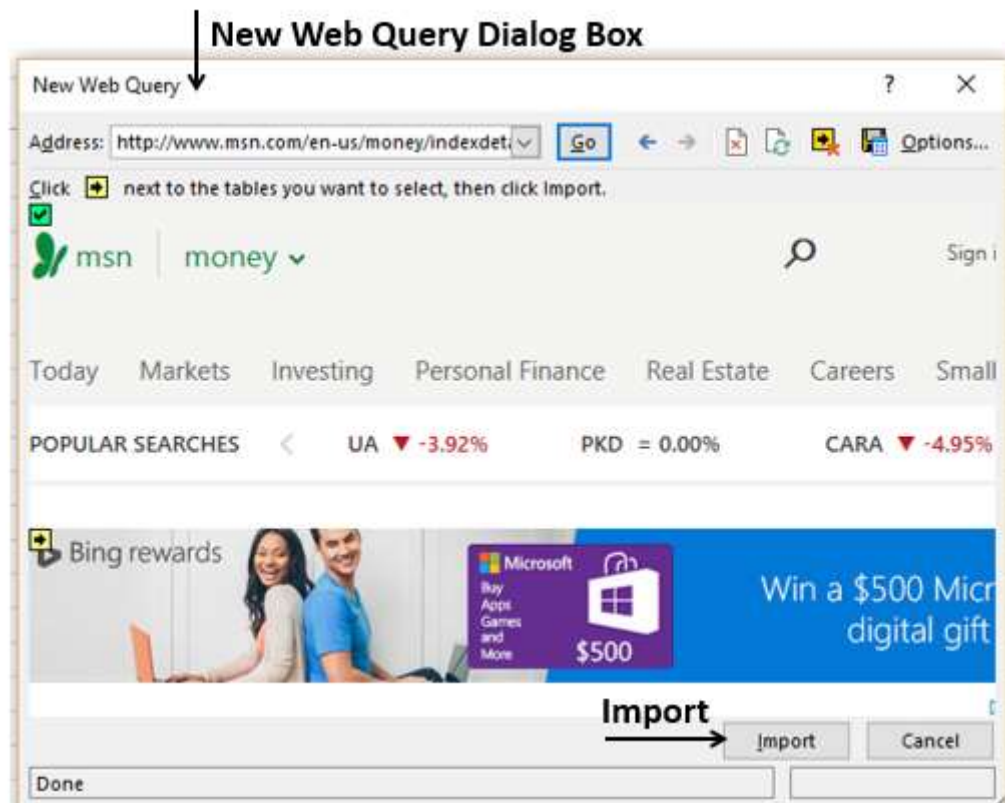 New Web Query Dialog Box
New Web Query ?
Address: http://www.msn.com/en-us/money/indexdeta Go Options...
Click next to the tables you want to select, then click Import.
msn money Sign i
Today Markets Investing Personal Finance Real Estate Careers Small
POPULAR SEARCHES < UA ▼ -3.92% PKD = 0.00% CARA ▼ -4.95%
Bing rewards
Microsoft
Buy
Apps
Games
and
More
$500
Win a $500 Micr
digital gift
Import
Import Cancel
Done